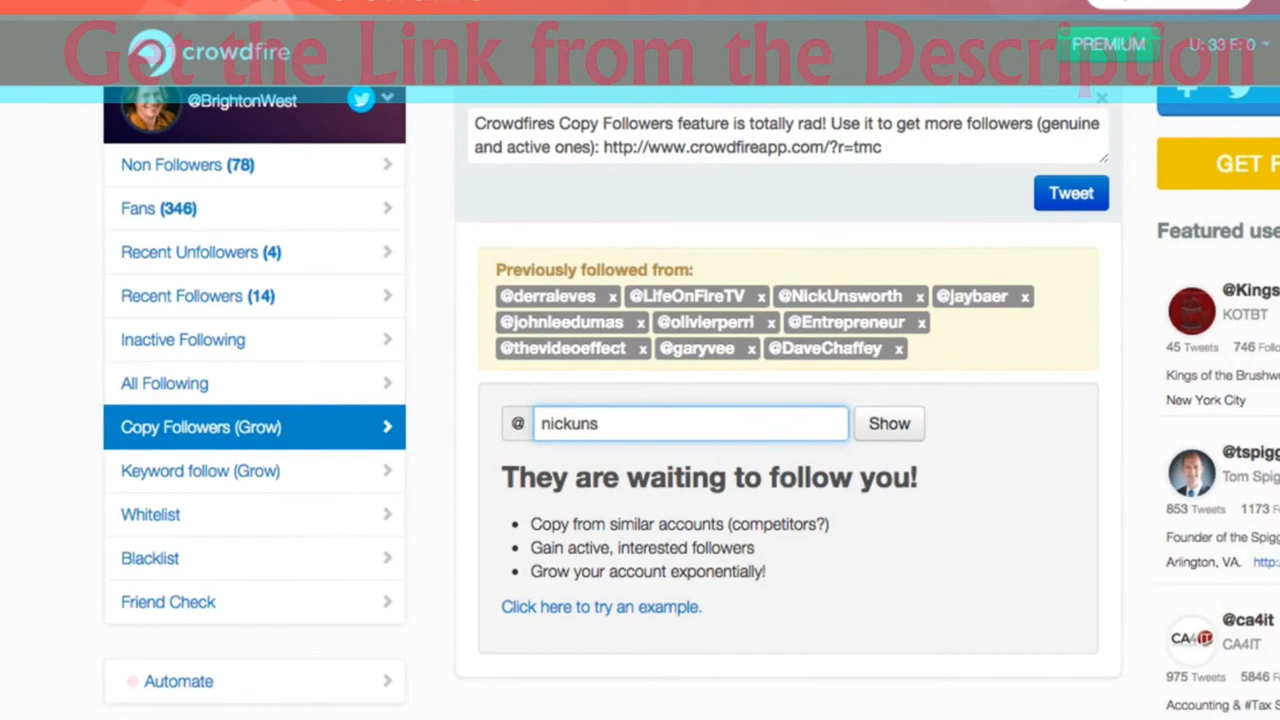 Get the Link from the Description
crowdfire
PREMIUM
U: 33 F: 0
@BrightonWest
Non Followers (78)
Fans (346)
Recent Unfollowers (4)
Recent Followers (14)
Inactive Following
All Following
Copy Followers (Grow)
Keyword follow (Grow)
Whitelist
Blacklist
Friend Check
Automate
Crowdfires Copy Followers feature is totally rad! Use it to get more followers (genuine
and active ones): http://www.crowdfireapp.com/?r=tmc
Tweet
Previously followed from:
@derraleves x @LifeOnFireTV x @NickUnsworth x @jaybaer x
@johnleedumas x @olivierperri x @Entrepreneur x
@thevideoeffect x @garyvee x @DaveChaffey x
@ nickuns Show
They are waiting to follow you!
• Copy from similar accounts (competitors?)
• Gain active, interested followers
• Grow your account exponentially!
Click here to try an example.
GET F
Featured use
@Kings
KOTBT
45 Tweets 746 Follo
Kings of the Brushw
New York City
@tspigg
Tom Spig
853 Tweets 1173 F
Founder of the Spigg
Arlington, VA. http:
@ca4it
CA4IT
CA4IT
975 Tweets 5846 F
Accounting & #Tax S